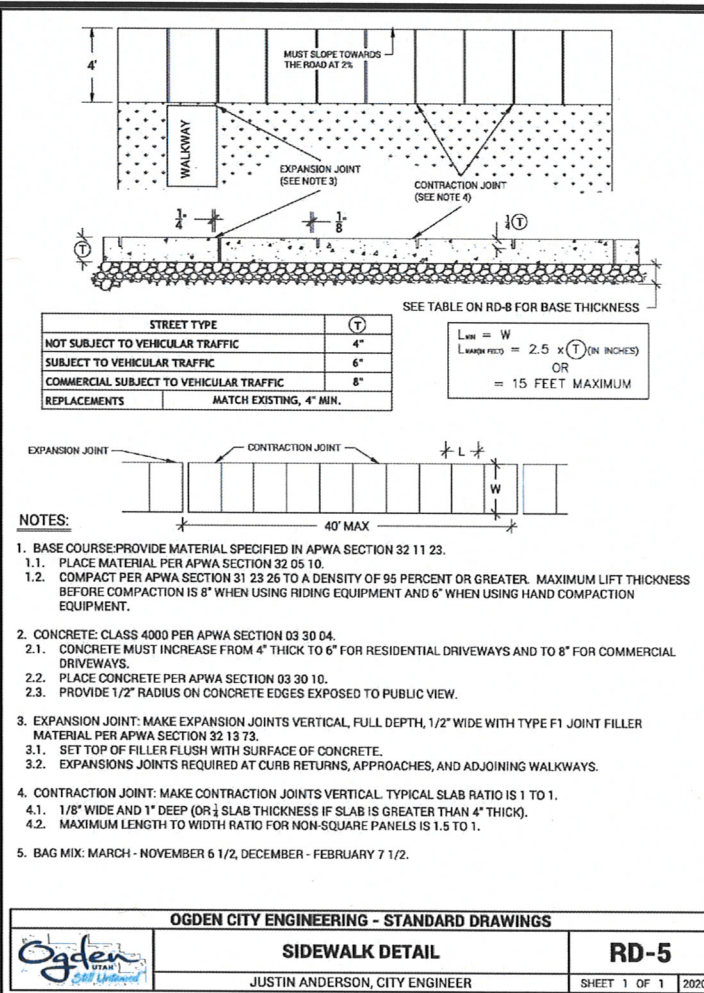 4'
MUST SLOPE TOWARDS
THE ROAD AT 2%
WALKWAY
EXPANSION JOINT
(SEE NOTE 3)
CONTRACTION JOINT
(SEE NOTE 4)
1/4"
1/8"
1/4 T
T
SEE TABLE ON RD-8 FOR BASE THICKNESS
STREET TYPE T
NOT SUBJECT TO VEHICULAR TRAFFIC 4"
SUBJECT TO VEHICULAR TRAFFIC 6"
COMMERCIAL SUBJECT TO VEHICULAR TRAFFIC 8"
REPLACEMENTS MATCH EXISTING, 4" MIN.
LMIN = W
LMAX(IN FEET) = 2.5 x T (IN INCHES)
OR
= 15 FEET MAXIMUM
EXPANSION JOINT
CONTRACTION JOINT
L
W
40' MAX
NOTES:
1. BASE COURSE:PROVIDE MATERIAL SPECIFIED IN APWA SECTION 32 11 23.
1.1. PLACE MATERIAL PER APWA SECTION 32 05 10.
1.2. COMPACT PER APWA SECTION 31 23 26 TO A DENSITY OF 95 PERCENT OR GREATER. MAXIMUM LIFT THICKNESS
BEFORE COMPACTION IS 8" WHEN USING RIDING EQUIPMENT AND 6" WHEN USING HAND COMPACTION
EQUIPMENT.
2. CONCRETE: CLASS 4000 PER APWA SECTION 03 30 04.
2.1. CONCRETE MUST INCREASE FROM 4" THICK TO 6" FOR RESIDENTIAL DRIVEWAYS AND TO 8" FOR COMMERCIAL
DRIVEWAYS.
2.2. PLACE CONCRETE PER APWA SECTION 03 30 10.
2.3. PROVIDE 1/2" RADIUS ON CONCRETE EDGES EXPOSED TO PUBLIC VIEW.
3. EXPANSION JOINT: MAKE EXPANSION JOINTS VERTICAL, FULL DEPTH, 1/2" WIDE WITH TYPE F1 JOINT FILLER
MATERIAL PER APWA SECTION 32 13 73.
3.1. SET TOP OF FILLER FLUSH WITH SURFACE OF CONCRETE.
3.2. EXPANSIONS JOINTS REQUIRED AT CURB RETURNS, APPROACHES, AND ADJOINING WALKWAYS.
4. CONTRACTION JOINT: MAKE CONTRACTION JOINTS VERTICAL. TYPICAL SLAB RATIO IS 1 TO 1.
4.1. 1/8" WIDE AND 1" DEEP (OR 1/4 SLAB THICKNESS IF SLAB IS GREATER THAN 4" THICK).
4.2. MAXIMUM LENGTH TO WIDTH RATIO FOR NON-SQUARE PANELS IS 1.5 TO 1.
5. BAG MIX: MARCH - NOVEMBER 6 1/2, DECEMBER - FEBRUARY 7 1/2.
OGDEN CITY ENGINEERING - STANDARD DRAWINGS
Ogden
UTAH
Still Untamed
SIDEWALK DETAIL
RD-5
JUSTIN ANDERSON, CITY ENGINEER
SHEET 1 OF 1 2020